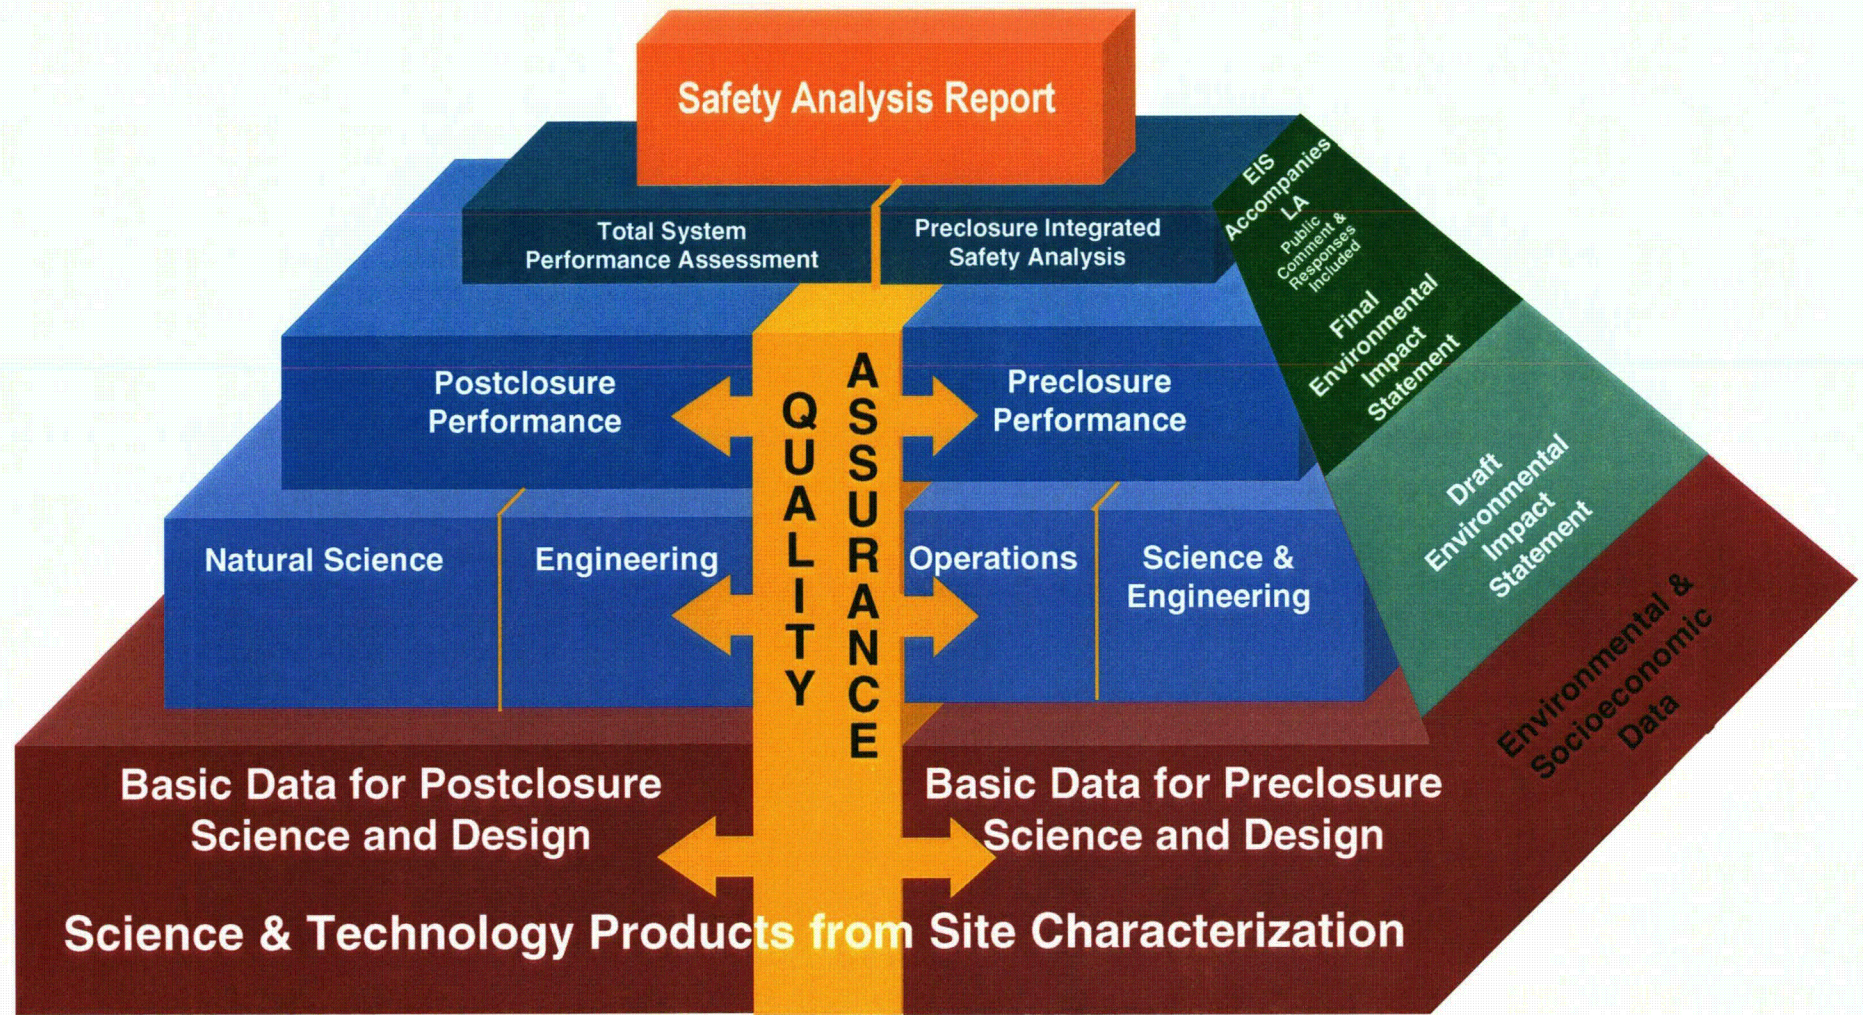 Safety Analysis Report
Total System
Performance Assessment
Preclosure Integrated
Safety Analysis
Postclosure
Performance
Preclosure
Performance
Natural Science
Engineering
Operations
Science &
Engineering
QUALITY
ASSURANCE
Basic Data for Postclosure
Science and Design
Basic Data for Preclosure
Science and Design
Science & Technology Products from Site Characterization
EIS
Accompanies
LA
Public
Comment &
Responses
Included
Final
Environmental
Impact
Statement
Draft
Environmental
Impact
Statement
Environmental &
Socioeconomic
Data